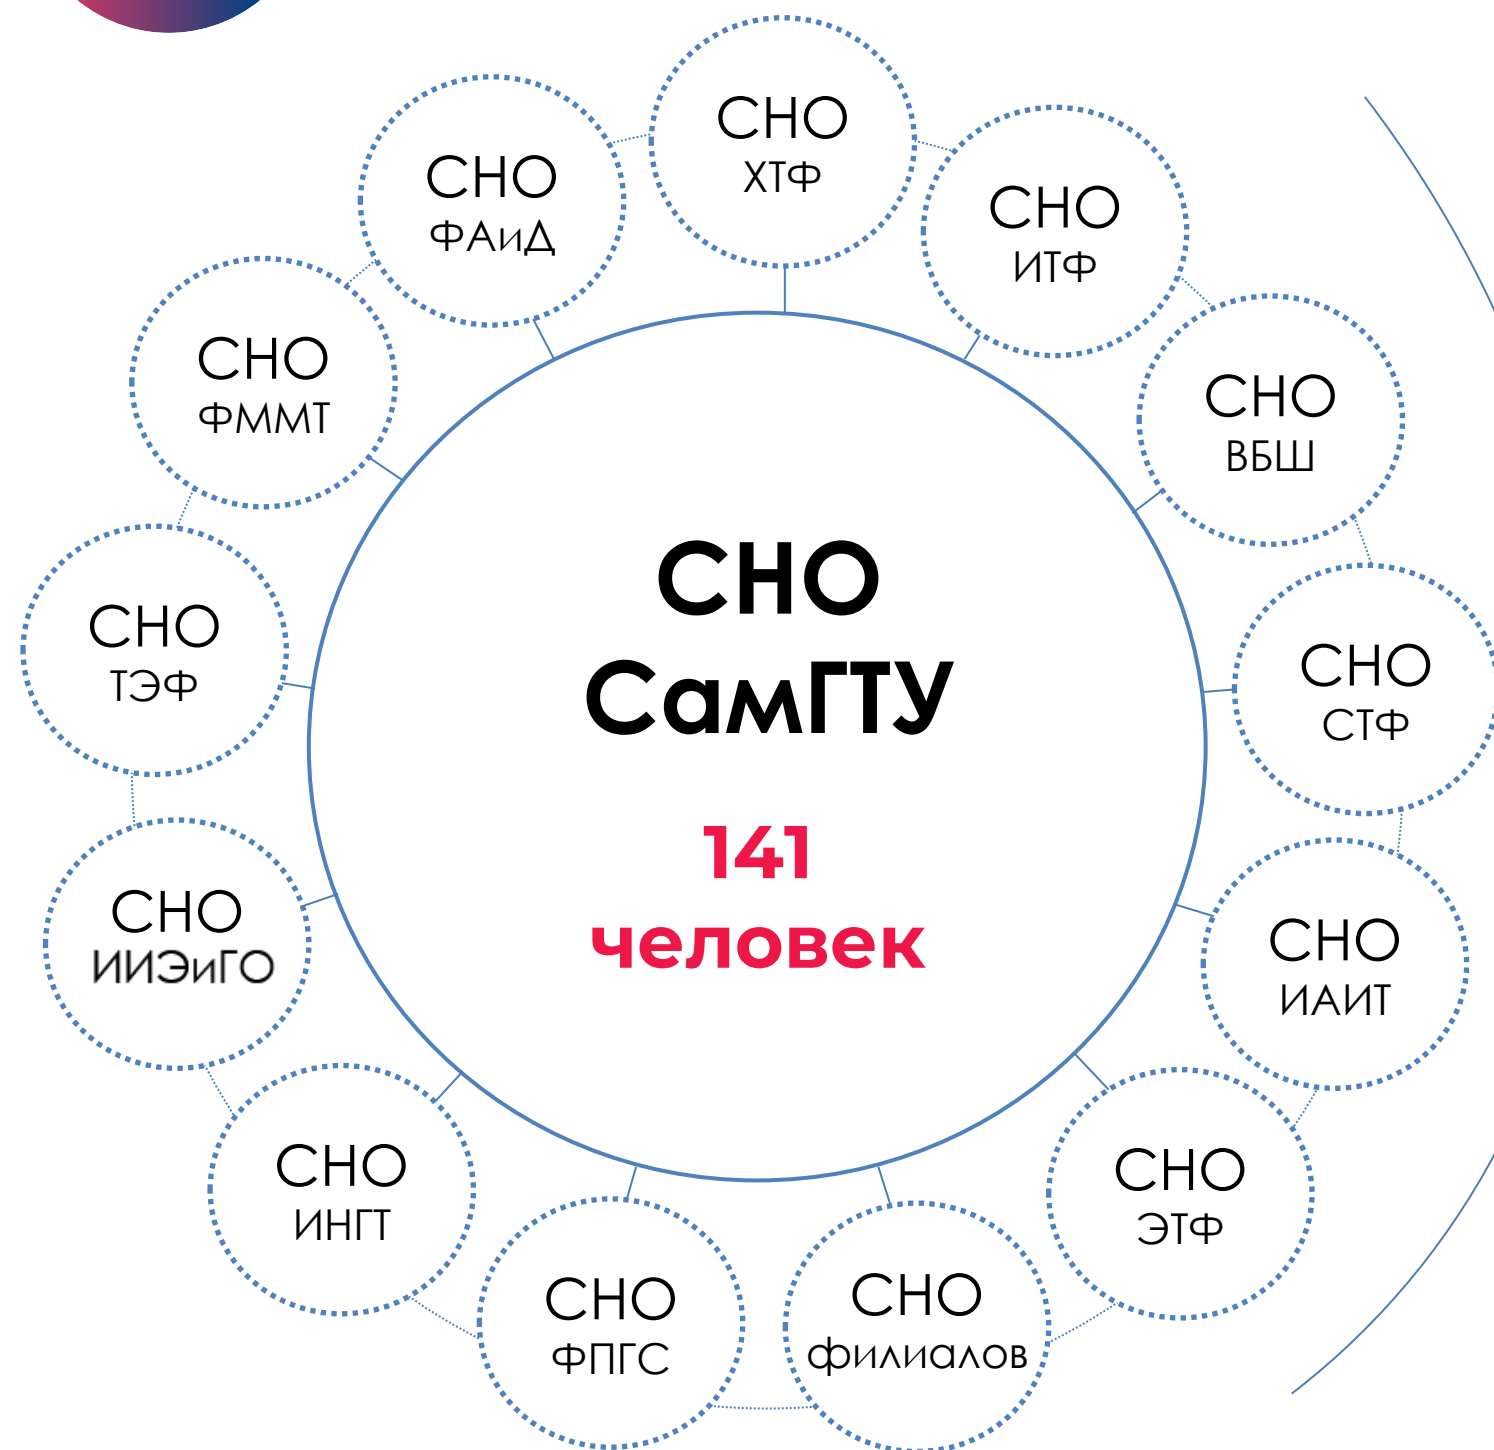 СНО
ХТФ
СНО
ИТФ
СНО
ВБШ
СНО
СТФ
СНО
ИАИТ
СНО
ЭТФ
СНО
филиалов
СНО
ФПГС
СНО
ИНГТ
СНО
ИИЭиГО
СНО
ТЭФ
СНО
ФММТ
СНО
ФАиД
СНО
СамГТУ
141
человек